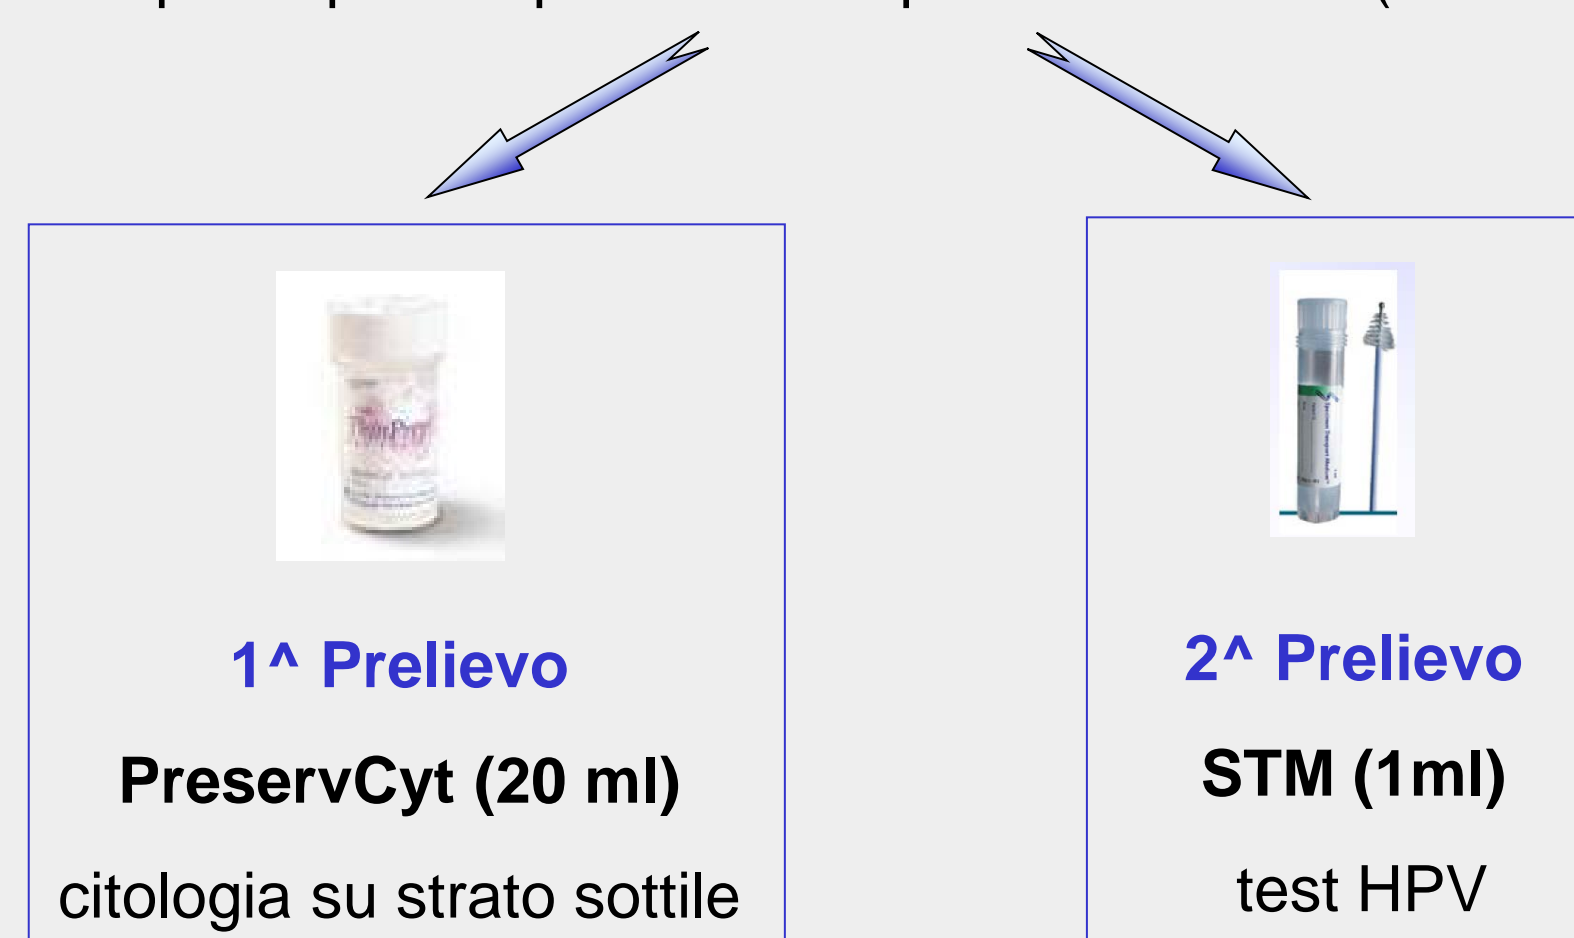 1^ Prelievo
PreservCyt (20 ml)
citologia su strato sottile
2^ Prelievo
STM (1ml)
test HPV